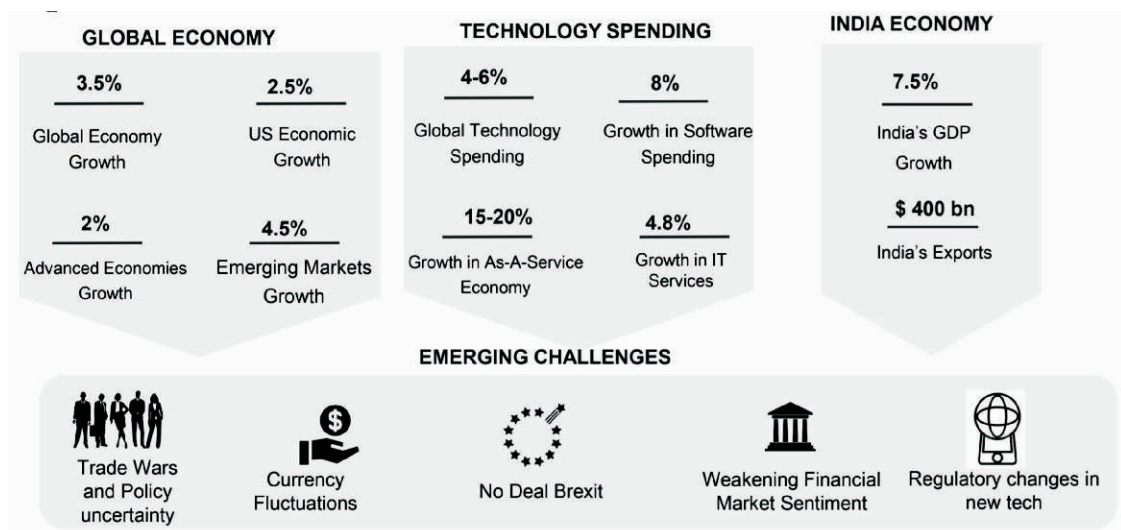 GLOBAL ECONOMY
3.5%
Global Economy
Growth
2.5%
US Economic
Growth
2%
Advanced Economies
Growth
4.5%
Emerging Markets
Growth
TECHNOLOGY SPENDING
4-6%
Global Technology
Spending
8%
Growth in Software
Spending
15-20%
Growth in As-A-Service
Economy
4.8%
Growth in IT
Services
INDIA ECONOMY
7.5%
India's GDP
Growth
$ 400 bn
India's Exports
EMERGING CHALLENGES
Trade Wars
and Policy
uncertainty
$
Currency
Fluctuations
No Deal Brexit
Weakening Financial
Market Sentiment
Regulatory changes in
new tech